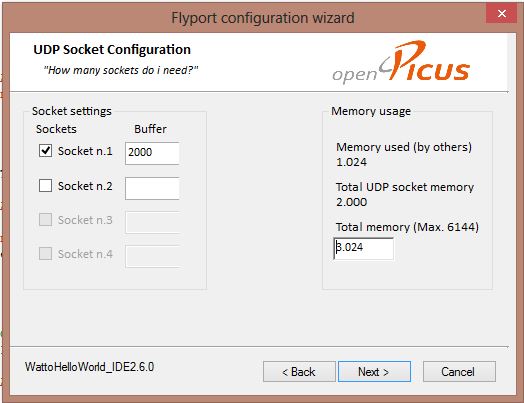 Flyport configuration wizard
UDP Socket Configuration
"How many sockets do i need?"
openPicus
Socket settings
Sockets Buffer
Socket n.1 2000
Socket n.2
Socket n.3
Socket n.4
Memory usage
Memory used (by others)
1.024
Total UDP socket memory
2.000
Total memory (Max. 6144)
3.024
WattoHelloWorld_IDE2.6.0
< Back Next > Cancel